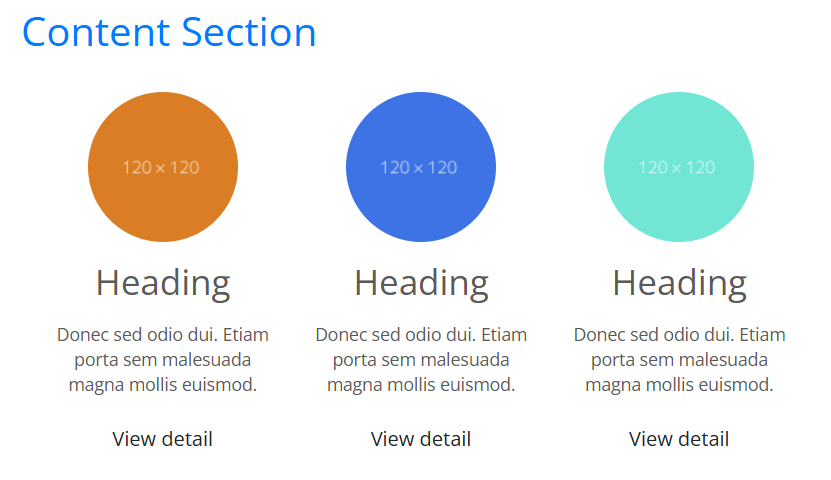 Content Section
120 × 120
120 × 120
120 × 120
Heading
Donec sed odio dui. Etiam
porta sem malesuada
magna mollis euismod.
View detail
Heading
Donec sed odio dui. Etiam
porta sem malesuada
magna mollis euismod.
View detail
Heading
Donec sed odio dui. Etiam
porta sem malesuada
magna mollis euismod.
View detail